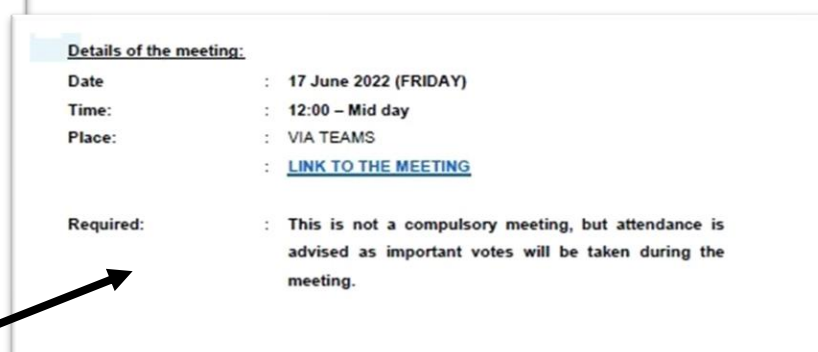 Details of the meeting:
Date : 17 June 2022 (FRIDAY)
Time: : 12:00 – Mid day
Place: : VIA TEAMS
: LINK TO THE MEETING
Required: : This is not a compulsory meeting, but attendance is
advised as important votes will be taken during the
meeting.